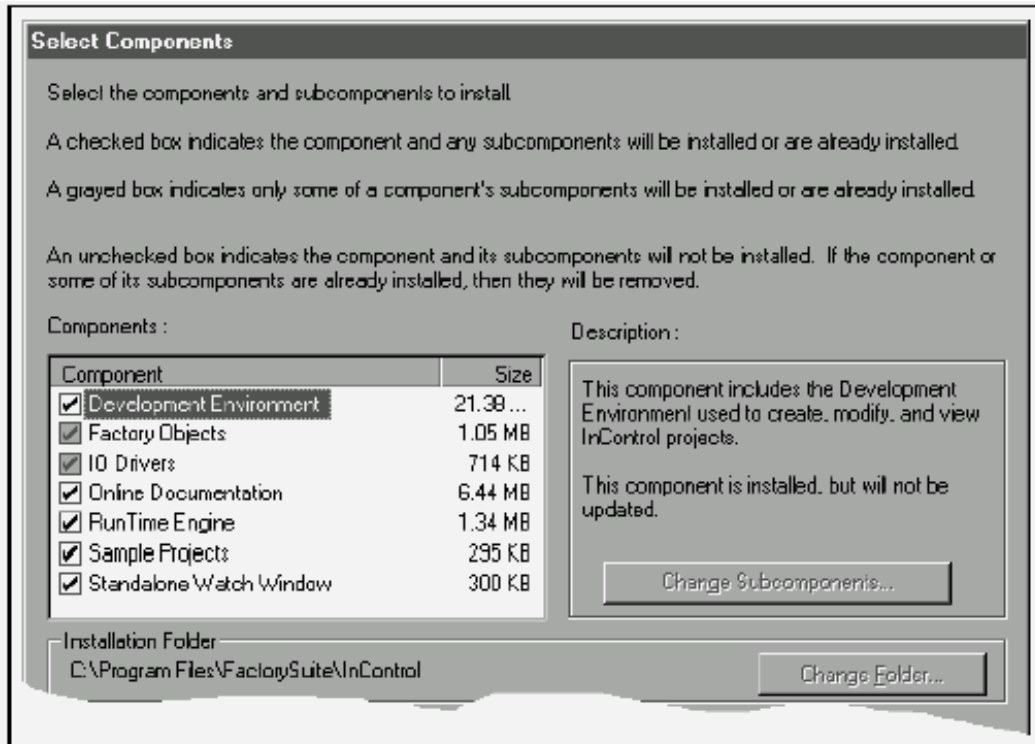 Select Components
Select the components and subcomponents to install.
A checked box indicates the component and any subcomponents will be installed or are already installed.
A grayed box indicates only some of a component's subcomponents will be installed or are already installed.
An unchecked box indicates the component and its subcomponents will not be installed. If the component or
some of its subcomponents are already installed, then they will be removed.
Components :
Component Size
Development Environment 21.38 ...
Factory Objects 1.05 MB
IO Drivers 714 KB
Online Documentation 6.44 MB
RunTime Engine 1.34 MB
Sample Projects 295 KB
Standalone Watch Window 300 KB
Description :
This component includes the Development
Environment used to create, modify, and view
InControl projects.
This component is installed, but will not be
updated.
Change Subcomponents...
Installation Folder
C:\Program Files\FactorySuite\InControl
Change Folder...